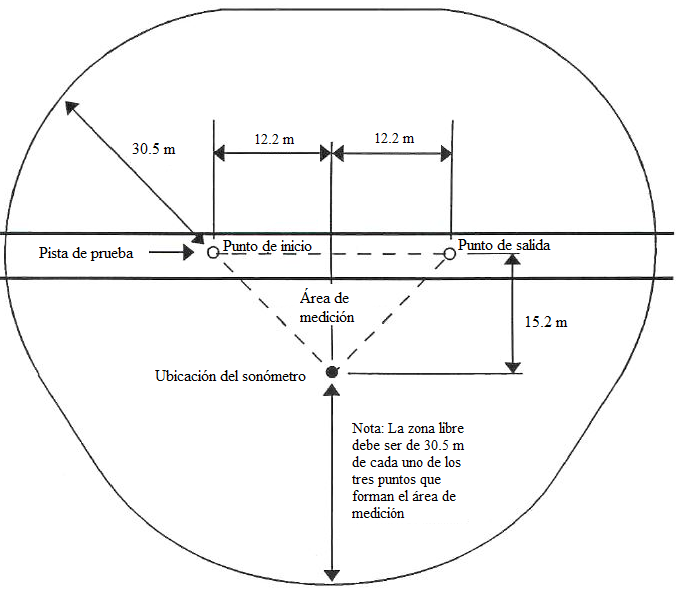 12.2 m
12.2 m
30.5 m
Punto de inicio
Punto de salida
Pista de prueba
Área de
medición
15.2 m
Ubicación del sonómetro
Nota: La zona libre
debe ser de 30.5 m
de cada uno de los
tres puntos que
forman el área de
medición